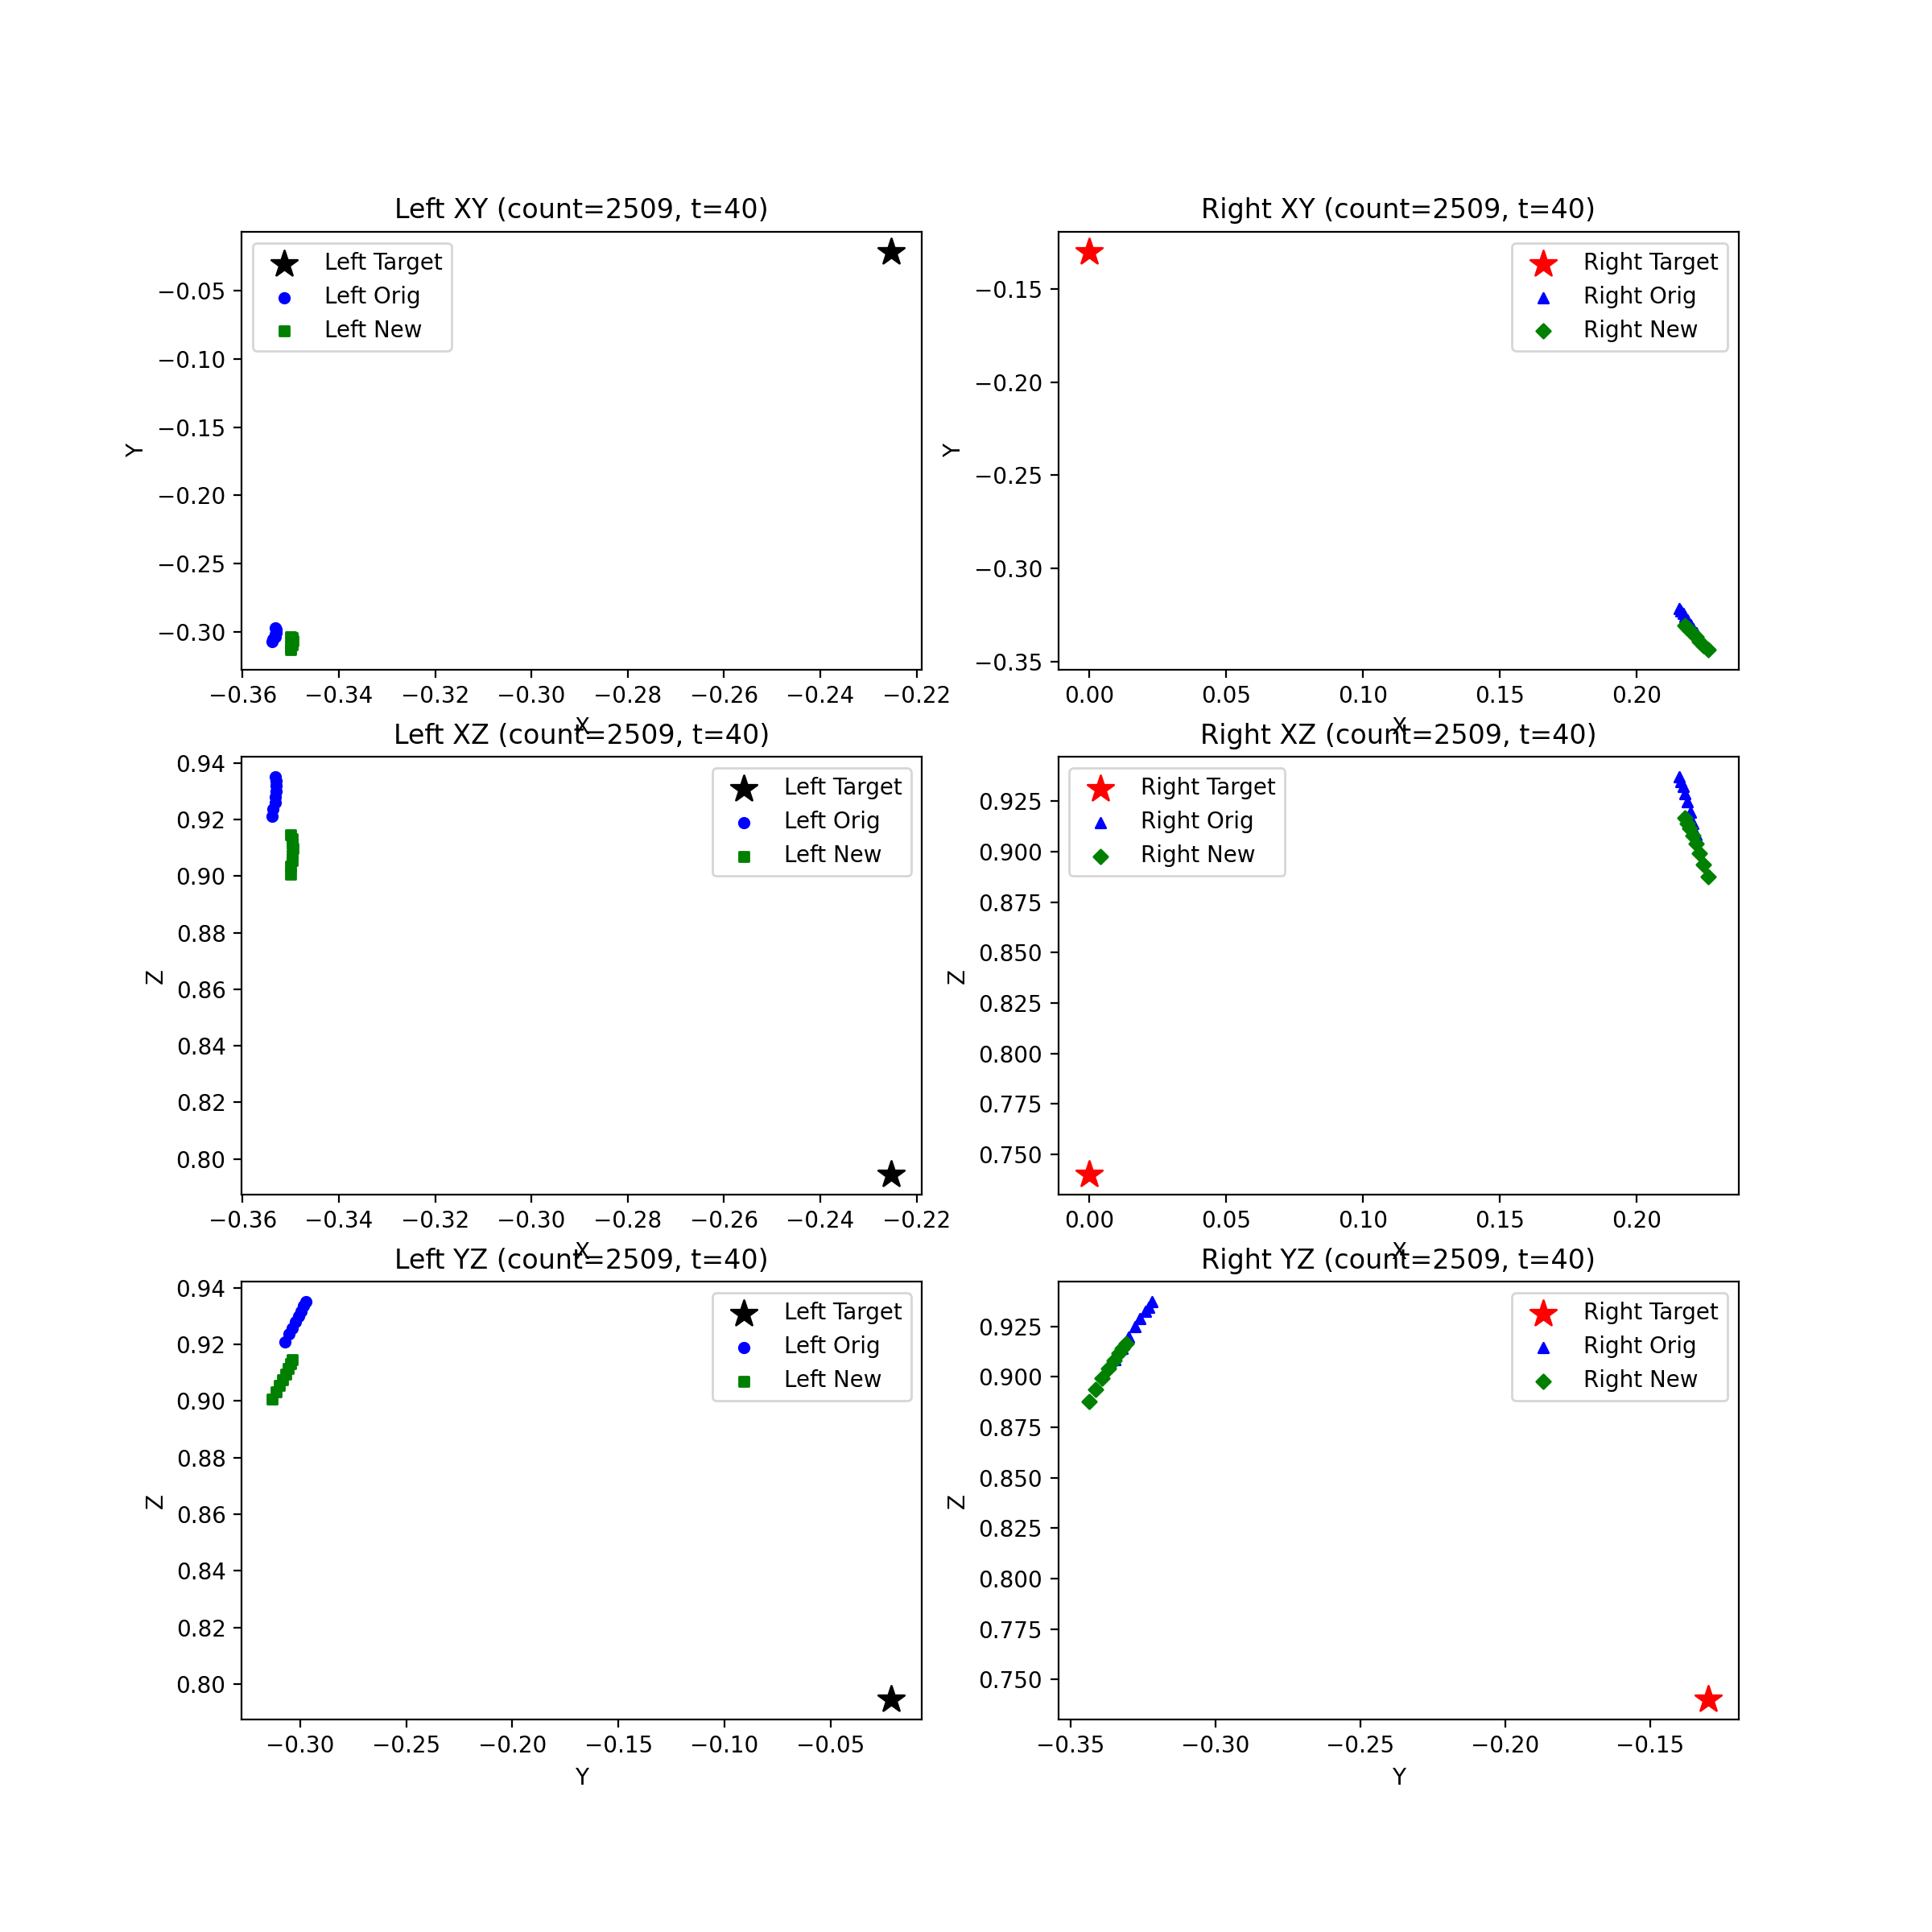 Left XY (count=2509, t=40)
Left Target
Left Orig
Left New
−0.05
−0.10
−0.15
−0.20
−0.25
−0.30
Y
−0.36 −0.34 −0.32 −0.30 −0.28 −0.26 −0.24 −0.22
X
Right XY (count=2509, t=40)
Right Target
Right Orig
Right New
−0.15
−0.20
−0.25
−0.30
−0.35
Y
0.00 0.05 0.10 0.15 0.20
X
Left XZ (count=2509, t=40)
Left Target
Left Orig
Left New
0.94
0.92
0.90
0.88
0.86
0.84
0.82
0.80
Z
−0.36 −0.34 −0.32 −0.30 −0.28 −0.26 −0.24 −0.22
X
Right XZ (count=2509, t=40)
Right Target
Right Orig
Right New
0.925
0.900
0.875
0.850
0.825
0.800
0.775
0.750
Z
0.00 0.05 0.10 0.15 0.20
X
Left YZ (count=2509, t=40)
Left Target
Left Orig
Left New
0.94
0.92
0.90
0.88
0.86
0.84
0.82
0.80
Z
−0.30 −0.25 −0.20 −0.15 −0.10 −0.05
Y
Right YZ (count=2509, t=40)
Right Target
Right Orig
Right New
0.925
0.900
0.875
0.850
0.825
0.800
0.775
0.750
Z
−0.35 −0.30 −0.25 −0.20 −0.15
Y